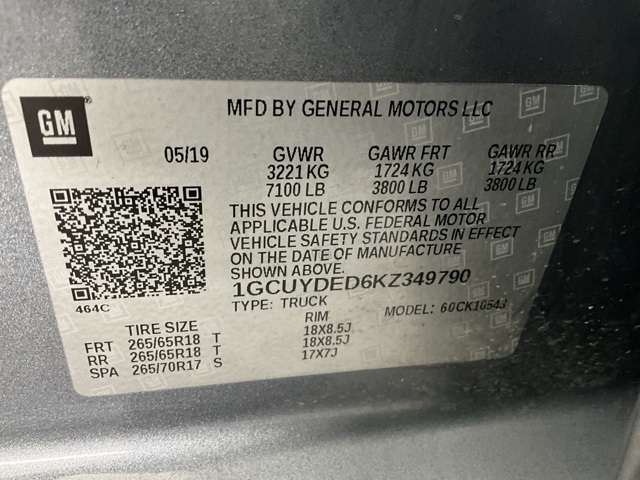 GM
MFD BY GENERAL MOTORS LLC
05/19 GVWR GAWR FRT GAWR RR
3221 KG 1724 KG 1724 KG
7100 LB 3800 LB 3800 LB
THIS VEHICLE CONFORMS TO ALL
APPLICABLE U.S. FEDERAL MOTOR
VEHICLE SAFETY STANDARDS IN EFFECT
ON THE DATE OF MANUFACTURE
SHOWN ABOVE.
1GCUYDED6KZ349790
464C
TYPE: TRUCK MODEL: 60CK10543
TIRE SIZE RIM
FRT 265/65R18 T 18X8.5J
RR 265/65R18 T 18X8.5J
SPA 265/70R17 S 17X7J